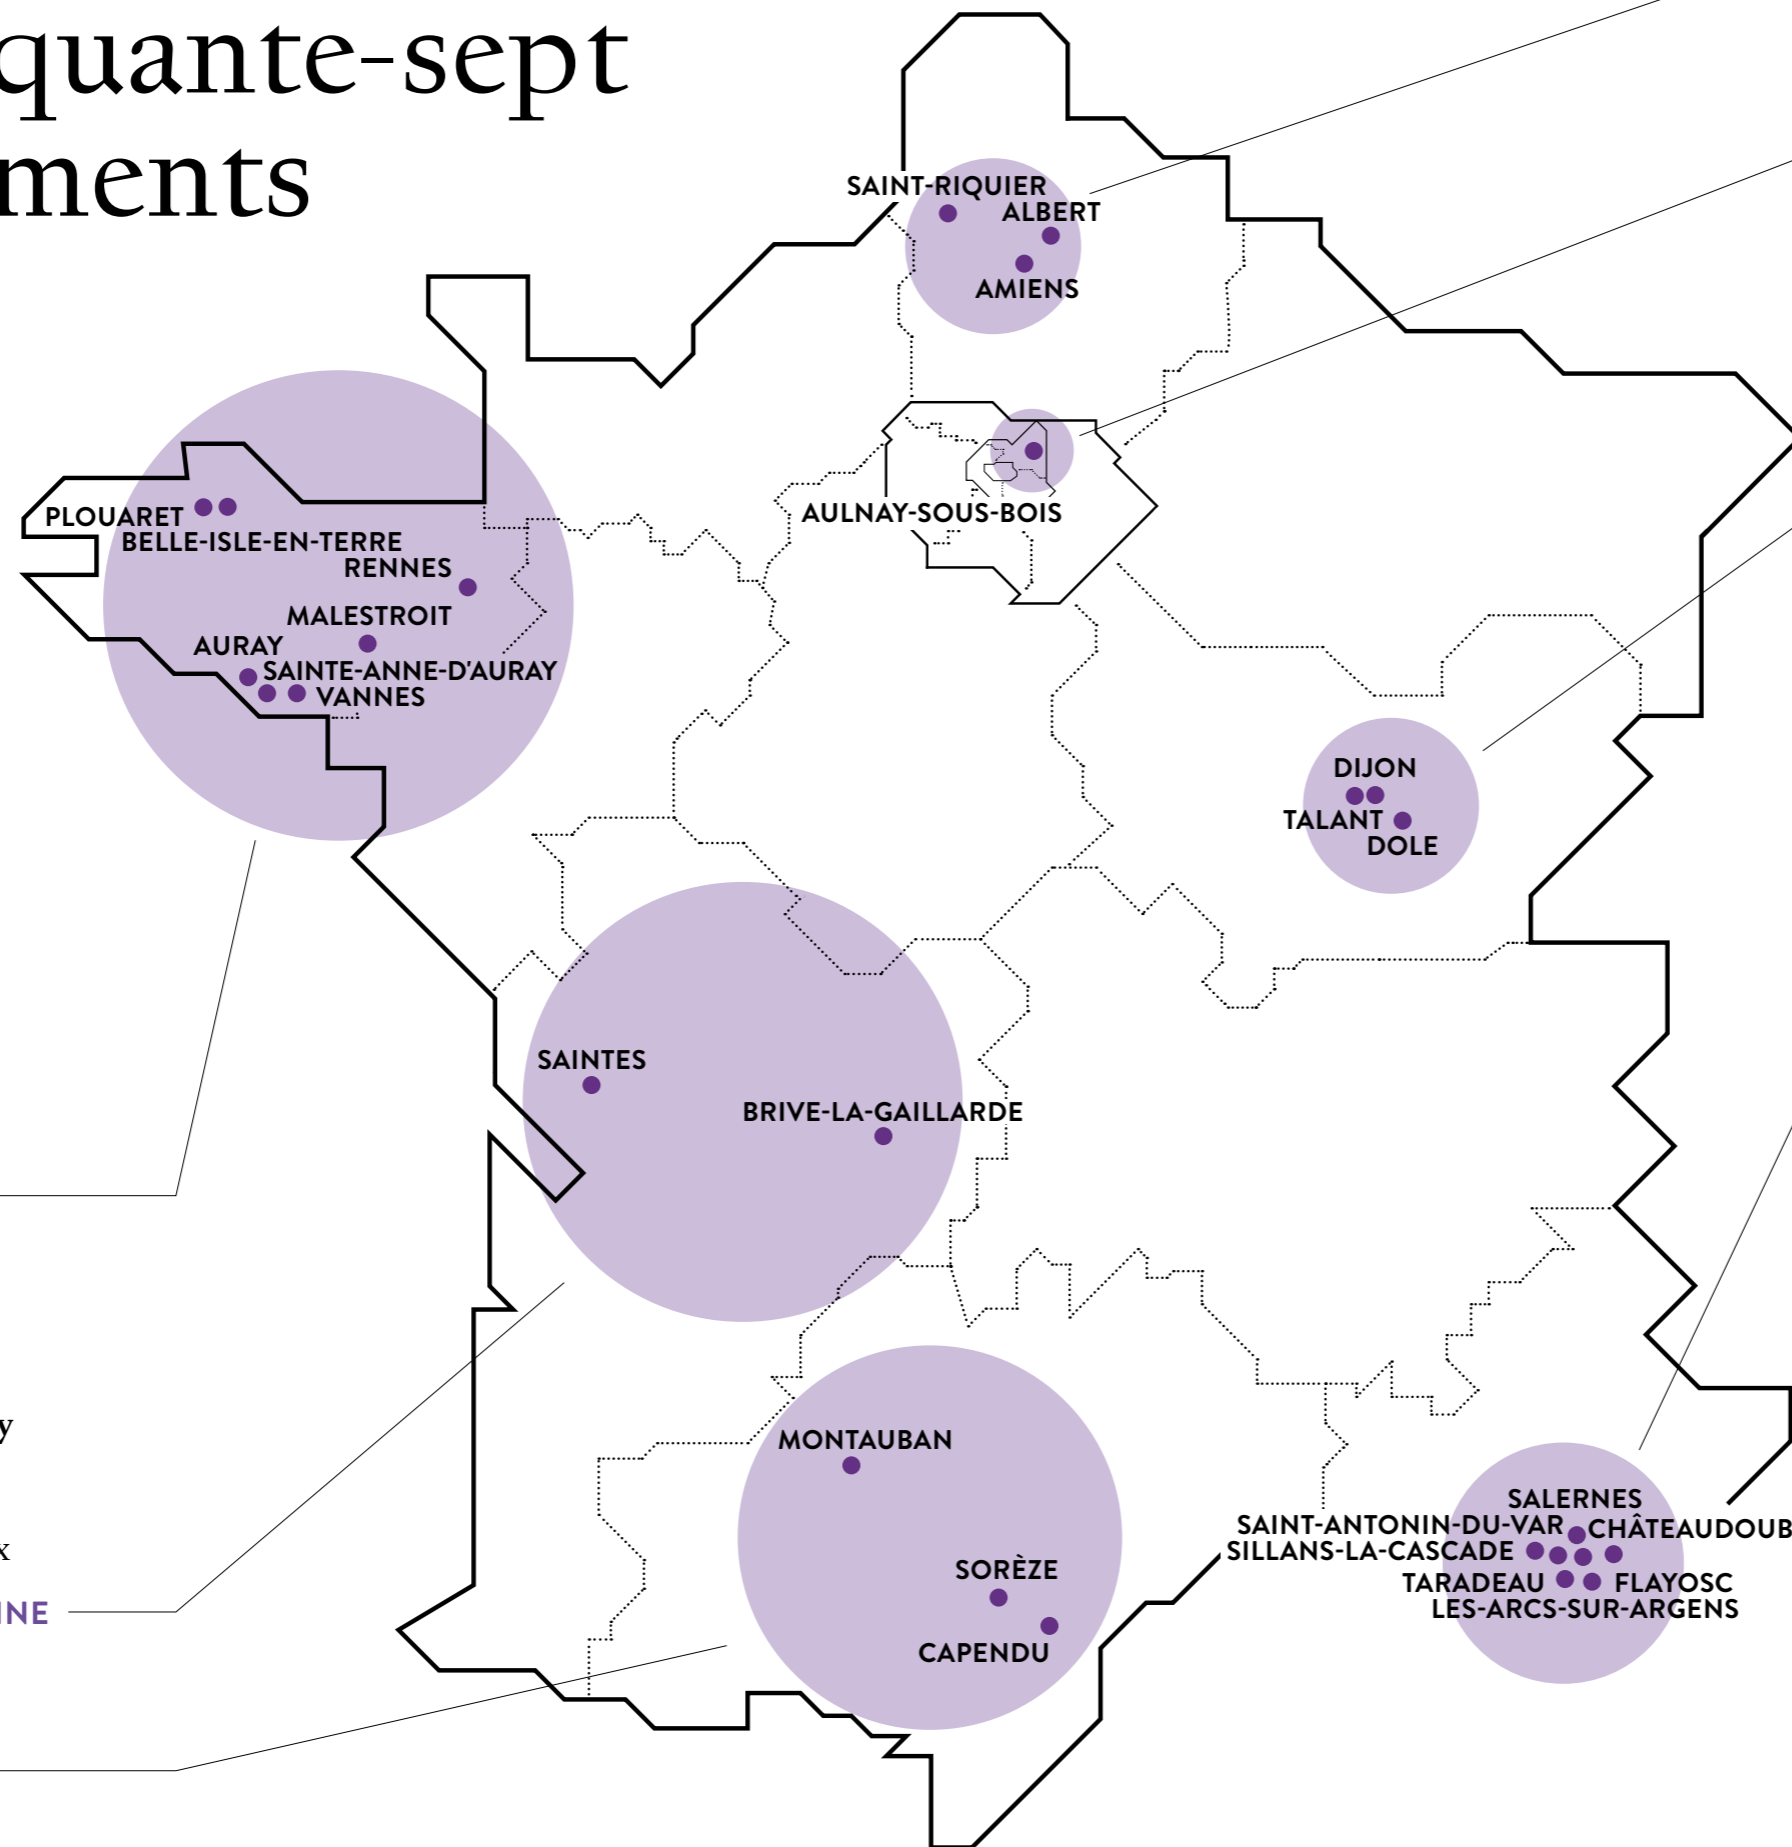 quante-sept
ments
SAINT-RIQUIER
ALBERT
AMIENS
AULNAY-SOUS-BOIS
PLOUARET
BELLE-ISLE-EN-TERRE
RENNES
MALESTROIT
AURAY
SAINTE-ANNE-D'AURAY
VANNES
DIJON
TALANT
DOLE
SAINTES
BRIVE-LA-GAILLARDE
y
x
INE
MONTAUBAN
SORÈZE
CAPENDU
SALERNES
SAINT-ANTONIN-DU-VAR
CHÂTEAUDOUB
SILLANS-LA-CASCADE
TARADEAU
FLAYOSC
LES-ARCS-SUR-ARGENS